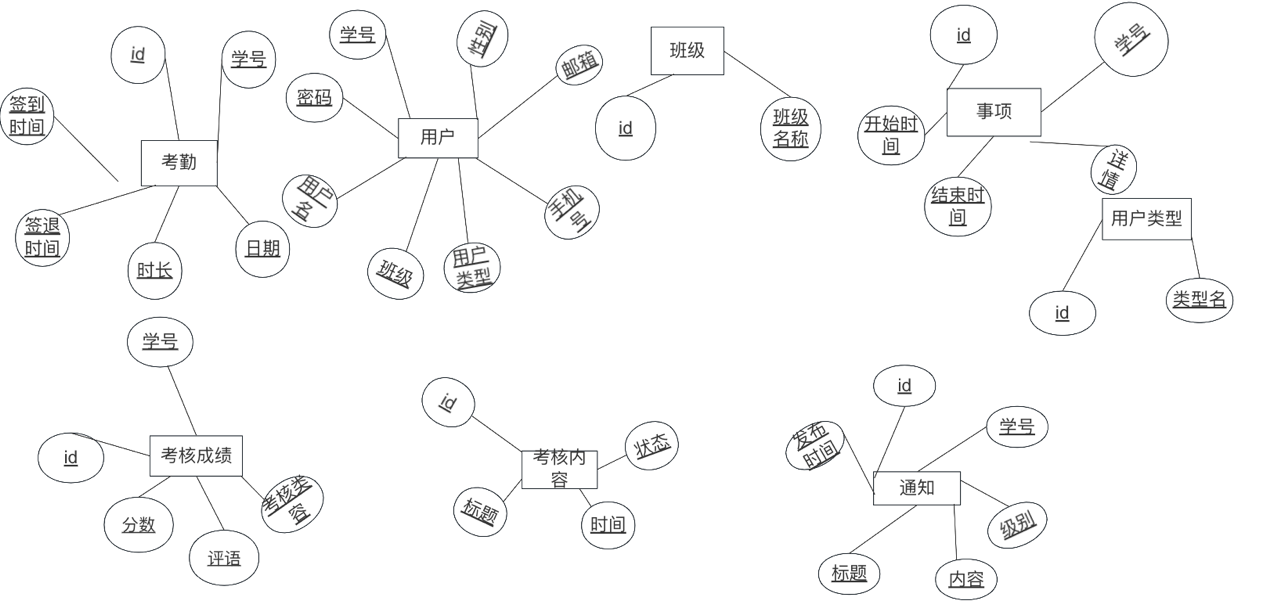 id
学号
签到
时间
考勤
签退
时间
时长
日期
学号
性别
邮箱
密码
用户
用户
名
班级
用户
类型
手机
号
班级
id
班级
名称
id
学号
事项
开始时
间
结束时
间
详
情
用户类型
id
类型名
学号
id
考核成绩
分数
评语
考核类
容
id
考核内
容
状态
标题
时间
id
发布
时间
学号
通知
级别
标题
内容